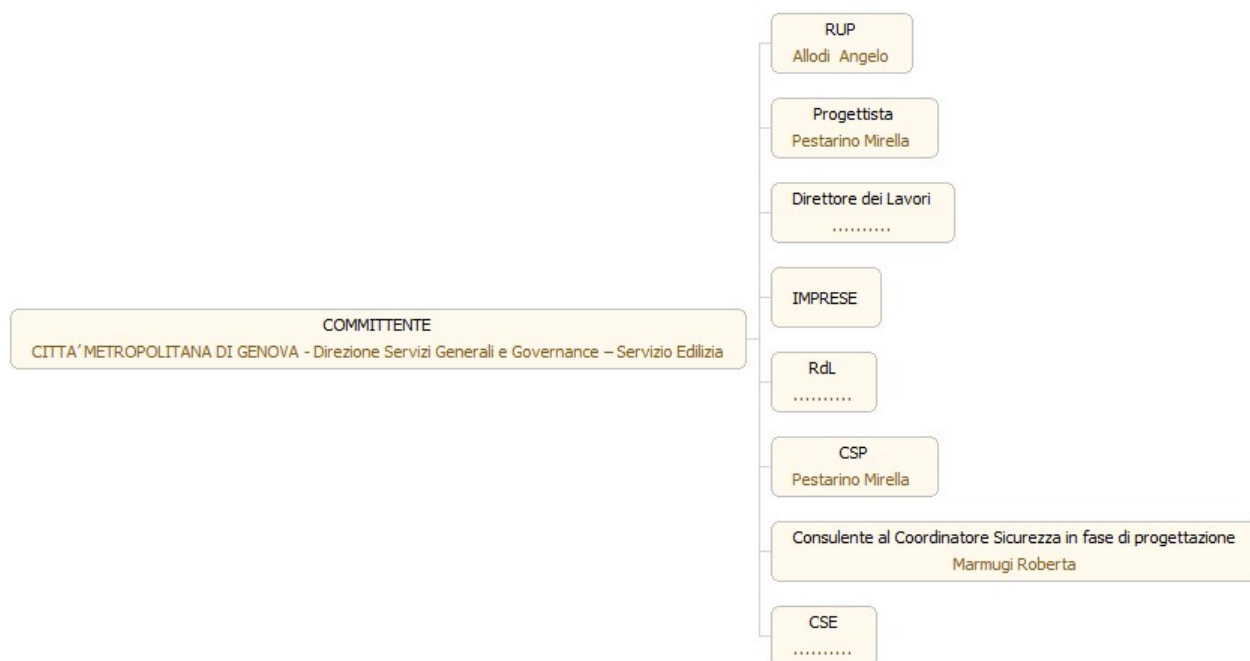 RUP
Allodi Angelo
Progettista
Pestarino Mirella
Direttore dei Lavori
..........
IMPRESE
COMMITTENTE
CITTA´ METROPOLITANA DI GENOVA - Direzione Servizi Generali e Governance – Servizio Edilizia
RdL
..........
CSP
Pestarino Mirella
Consulente al Coordinatore Sicurezza in fase di progettazione
Marmugi Roberta
CSE
..........